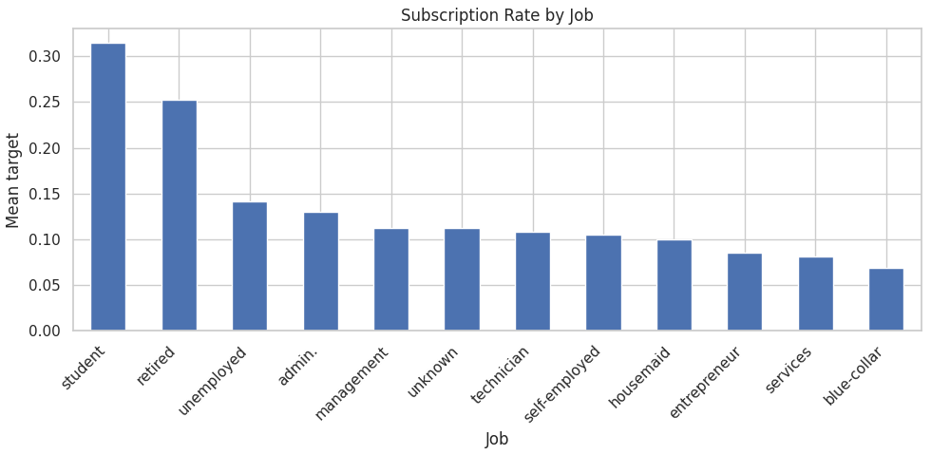 Subscription Rate by Job
Mean target
0.30
0.25
0.20
0.15
0.10
0.05
0.00
student
retired
unemployed
admin.
management
unknown
technician
self-employed
housemaid
entrepreneur
services
blue-collar
Job